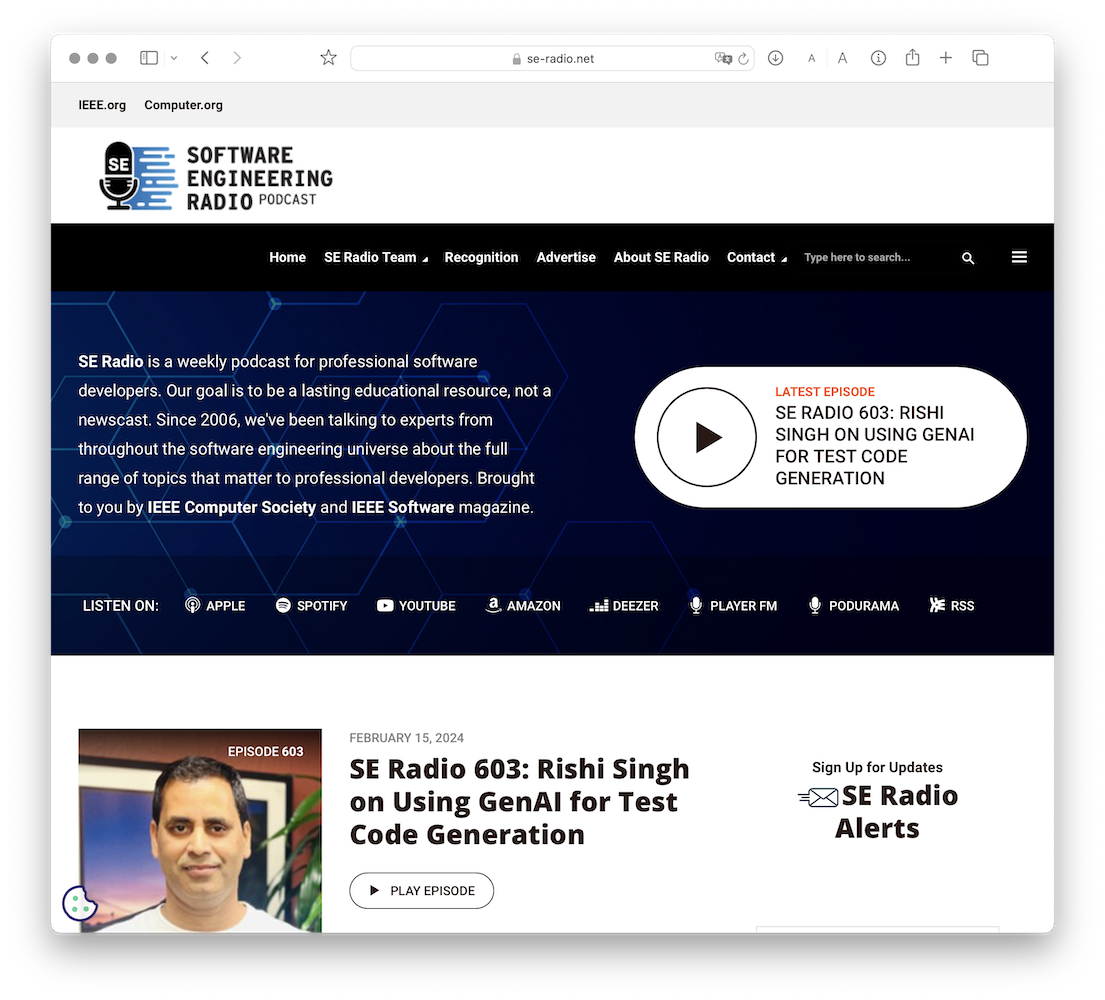 se-radio.net
A A
IEEE.org Computer.org
SE
SOFTWARE
ENGINEERING
RADIO PODCAST
Home SE Radio Team Recognition Advertise About SE Radio Contact Type here to search...
SE Radio is a weekly podcast for professional software
developers. Our goal is to be a lasting educational resource, not a
newscast. Since 2006, we've been talking to experts from
throughout the software engineering universe about the full
range of topics that matter to professional developers. Brought
to you by IEEE Computer Society and IEEE Software magazine.
LATEST EPISODE
SE RADIO 603: RISHI
SINGH ON USING GENAI
FOR TEST CODE
GENERATION
LISTEN ON: APPLE SPOTIFY YOUTUBE AMAZON DEEZER PLAYER FM PODURAMA RSS
EPISODE 603
FEBRUARY 15, 2024
SE Radio 603: Rishi Singh
on Using GenAI for Test
Code Generation
PLAY EPISODE
Sign Up for Updates
SE Radio
Alerts